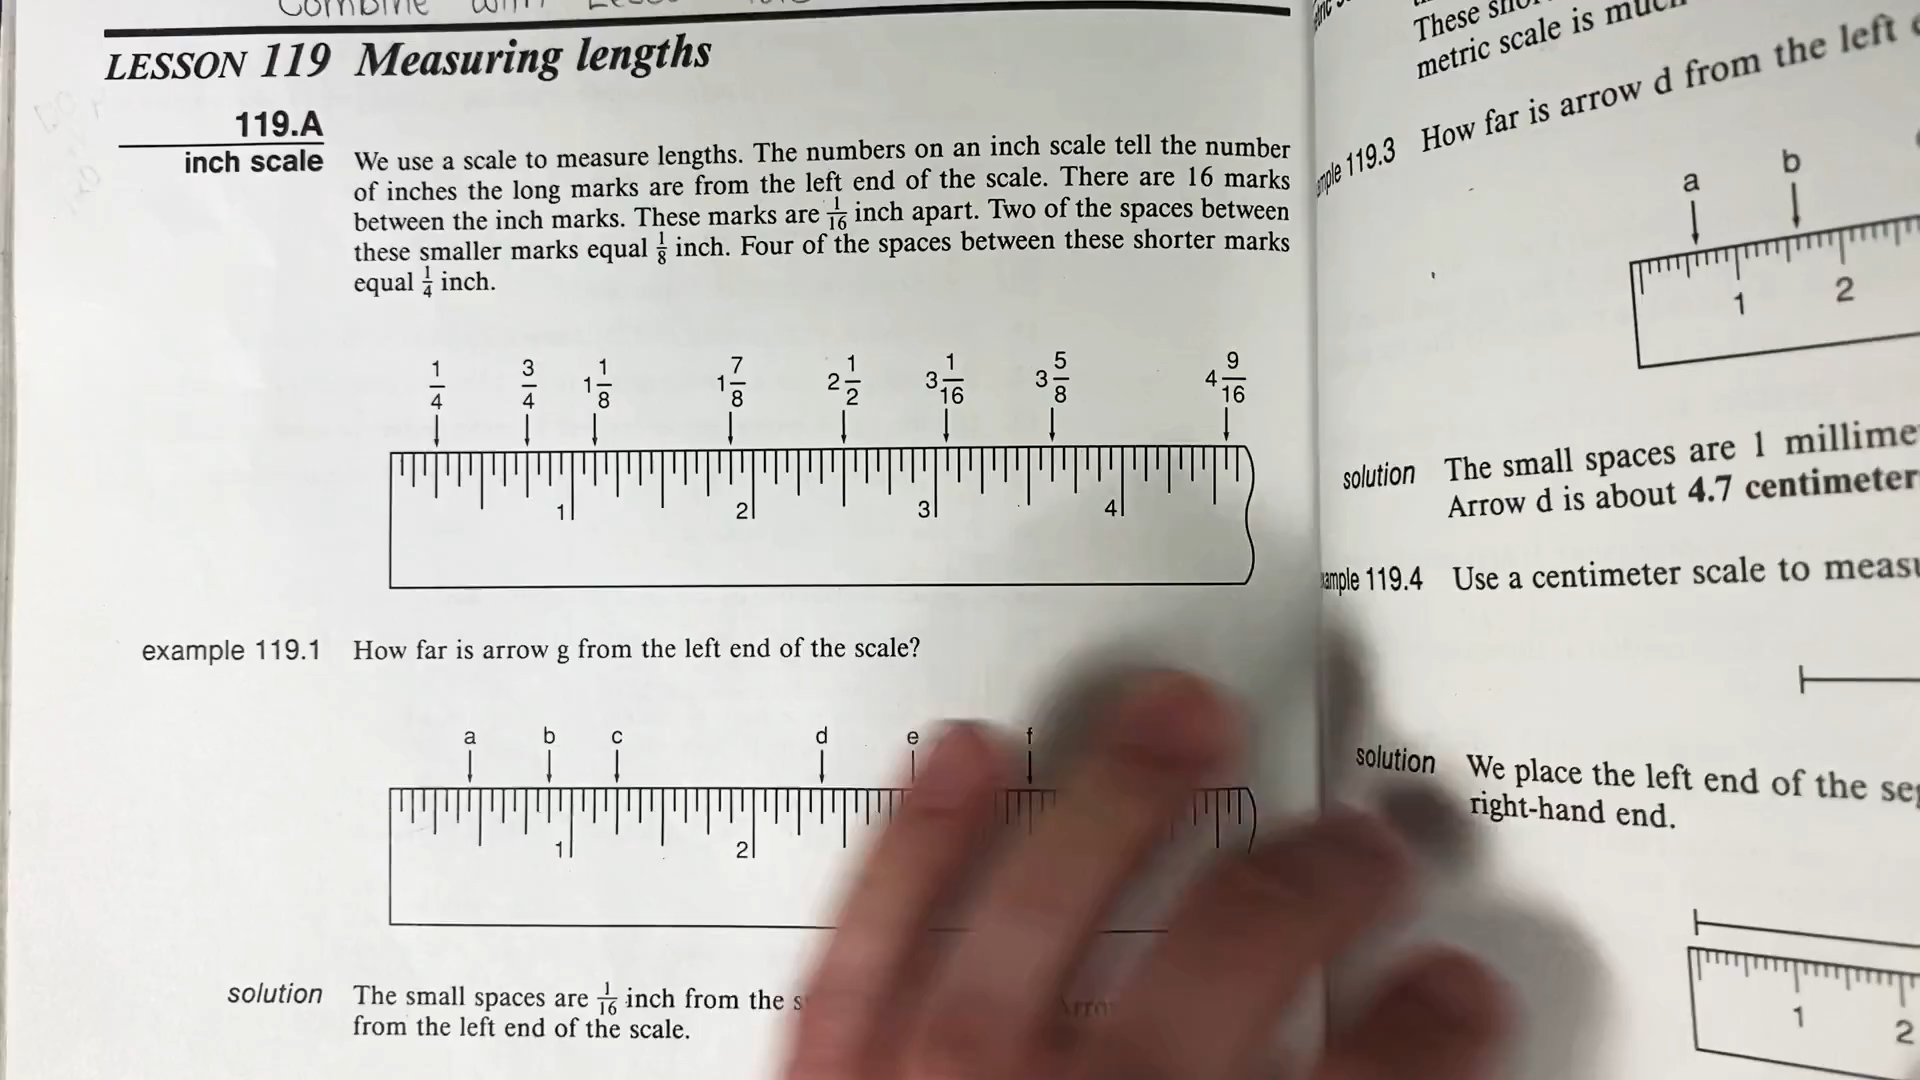 Combine with
LESSON 119 Measuring lengths
119.A
inch scale
We use a scale to measure lengths. The numbers on an inch scale tell the number
of inches the long marks are from the left end of the scale. There are 16 marks
between the inch marks. These marks are 1/16 inch apart. Two of the spaces between
these smaller marks equal 1/8 inch. Four of the spaces between these shorter marks
equal 1/4 inch.
1/4 3/4 1 1/8 1 7/8 2 1/2 3 1/16 3 5/8 4 9/16
1 2 3 4
example 119.1 How far is arrow g from the left end of the scale?
a b c d e f
1 2
solution The small spaces are 1/16 inch from the
from the left end of the scale.
These
metric scale is
119.3 How far is arrow d from the left
a b
1 2
solution The small spaces are 1
Arrow d is about 4.7
119.4 Use a centimeter scale to
solution We place the left end of the
right-hand end.
1 2